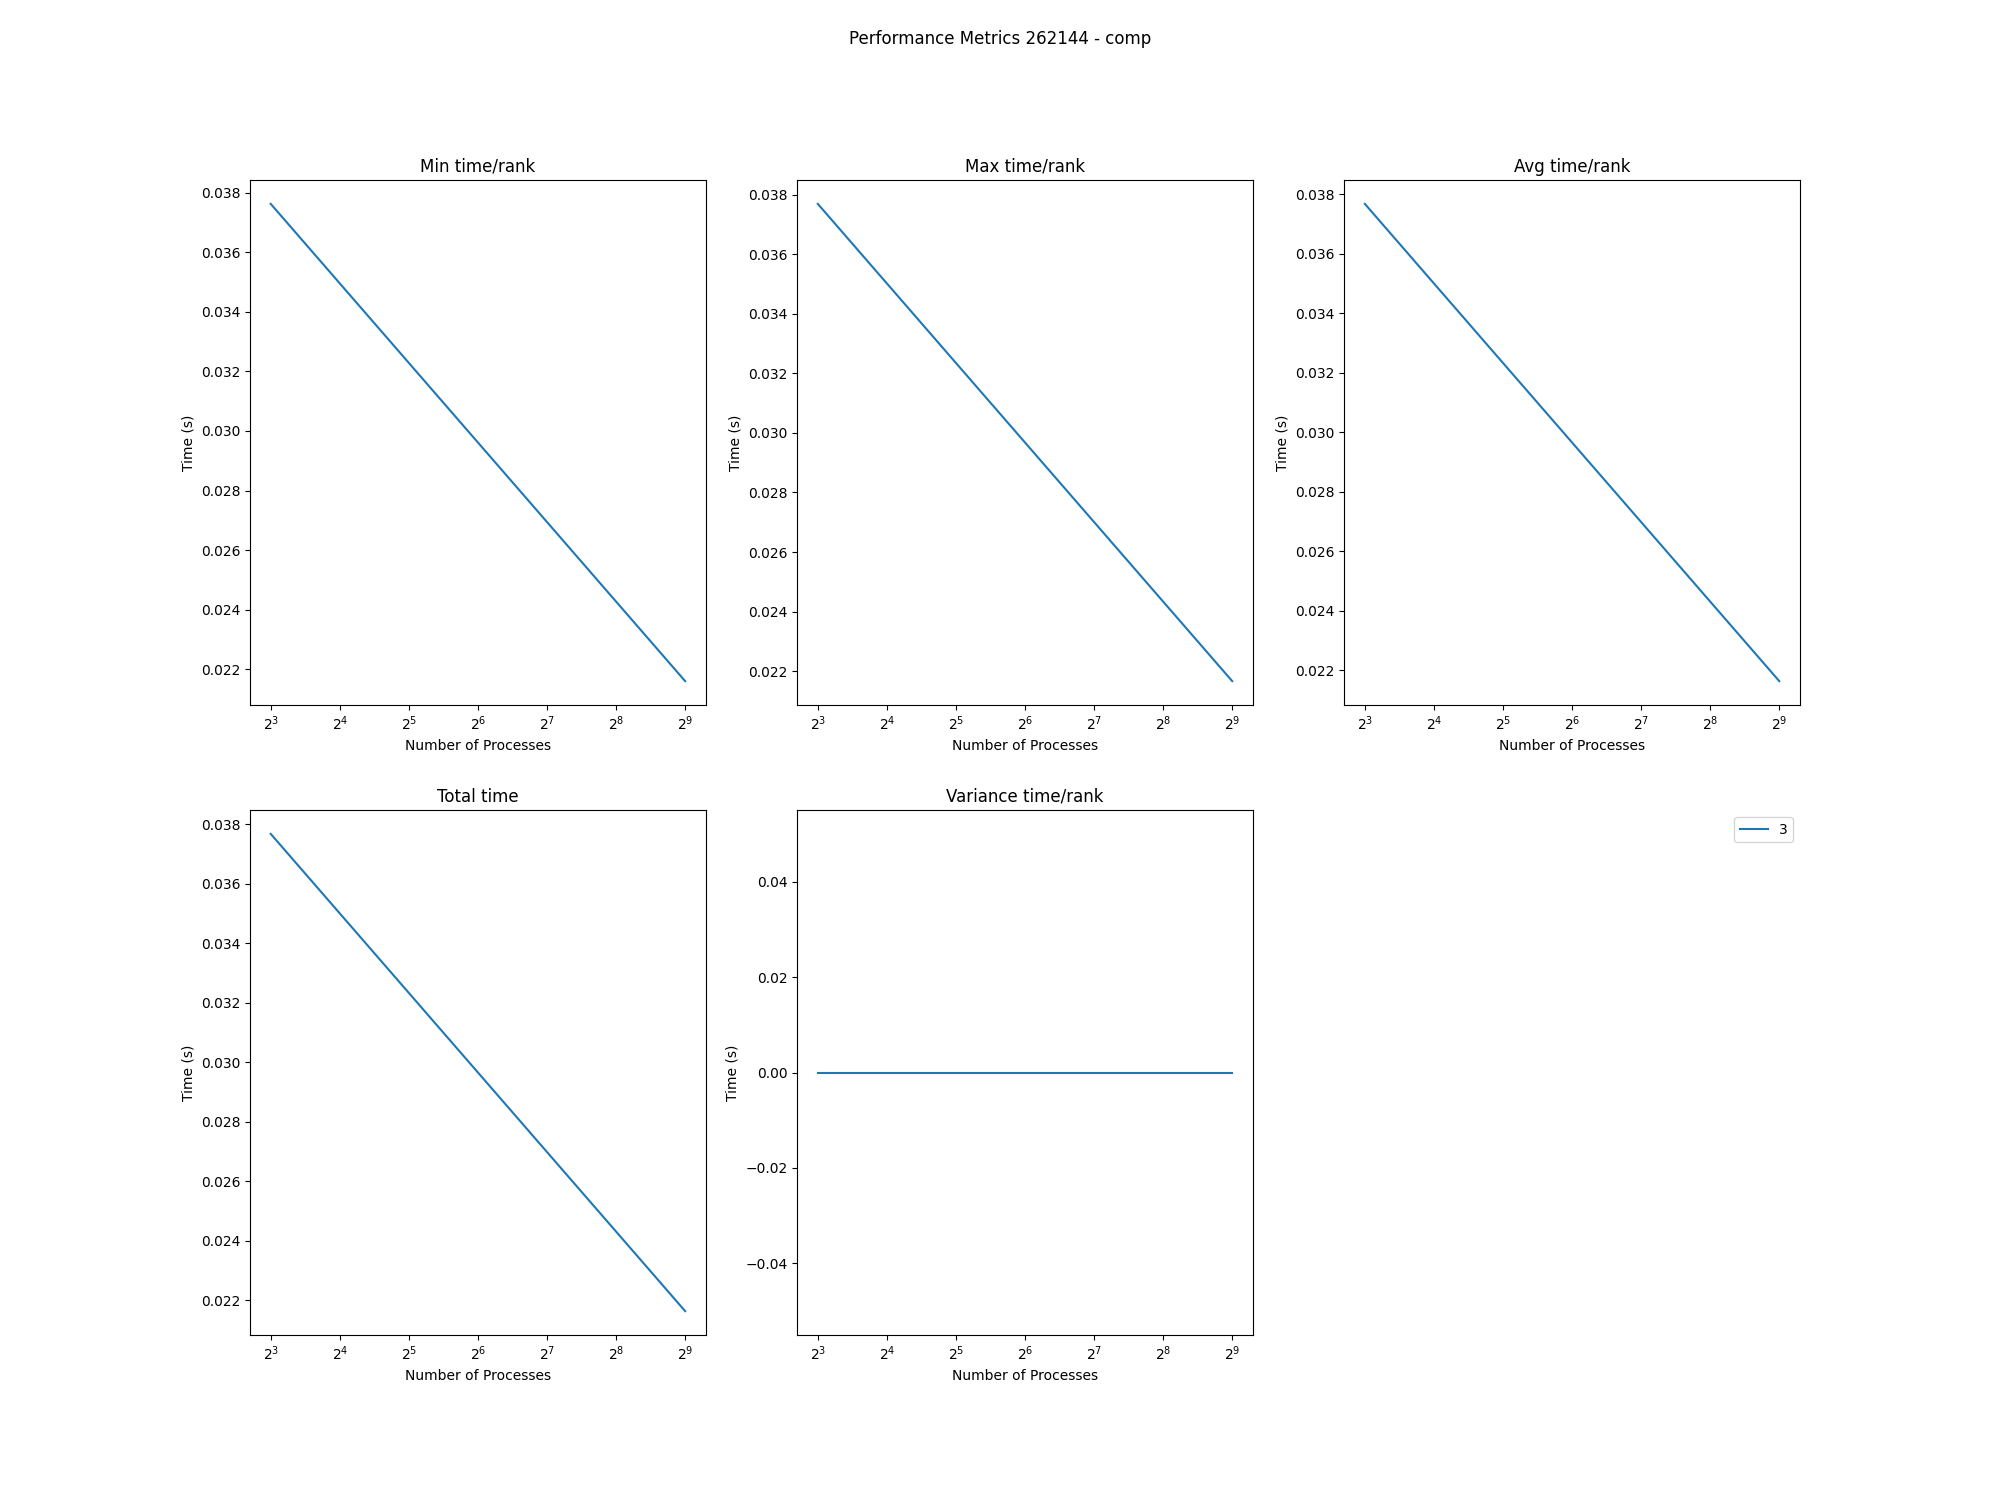 Performance Metrics 262144 - comp
Min time/rank
0.038
0.036
0.034
0.032
0.030
0.028
0.026
0.024
0.022
Time (s)
2³ 2⁴ 2⁵ 2⁶ 2⁷ 2⁸ 2⁹
Number of Processes
Max time/rank
0.038
0.036
0.034
0.032
0.030
0.028
0.026
0.024
0.022
Time (s)
2³ 2⁴ 2⁵ 2⁶ 2⁷ 2⁸ 2⁹
Number of Processes
Avg time/rank
0.038
0.036
0.034
0.032
0.030
0.028
0.026
0.024
0.022
Time (s)
2³ 2⁴ 2⁵ 2⁶ 2⁷ 2⁸ 2⁹
Number of Processes
Total time
0.038
0.036
0.034
0.032
0.030
0.028
0.026
0.024
0.022
Time (s)
2³ 2⁴ 2⁵ 2⁶ 2⁷ 2⁸ 2⁹
Number of Processes
Variance time/rank
0.04
0.02
0.00
−0.02
−0.04
Time (s)
2³ 2⁴ 2⁵ 2⁶ 2⁷ 2⁸ 2⁹
Number of Processes
3